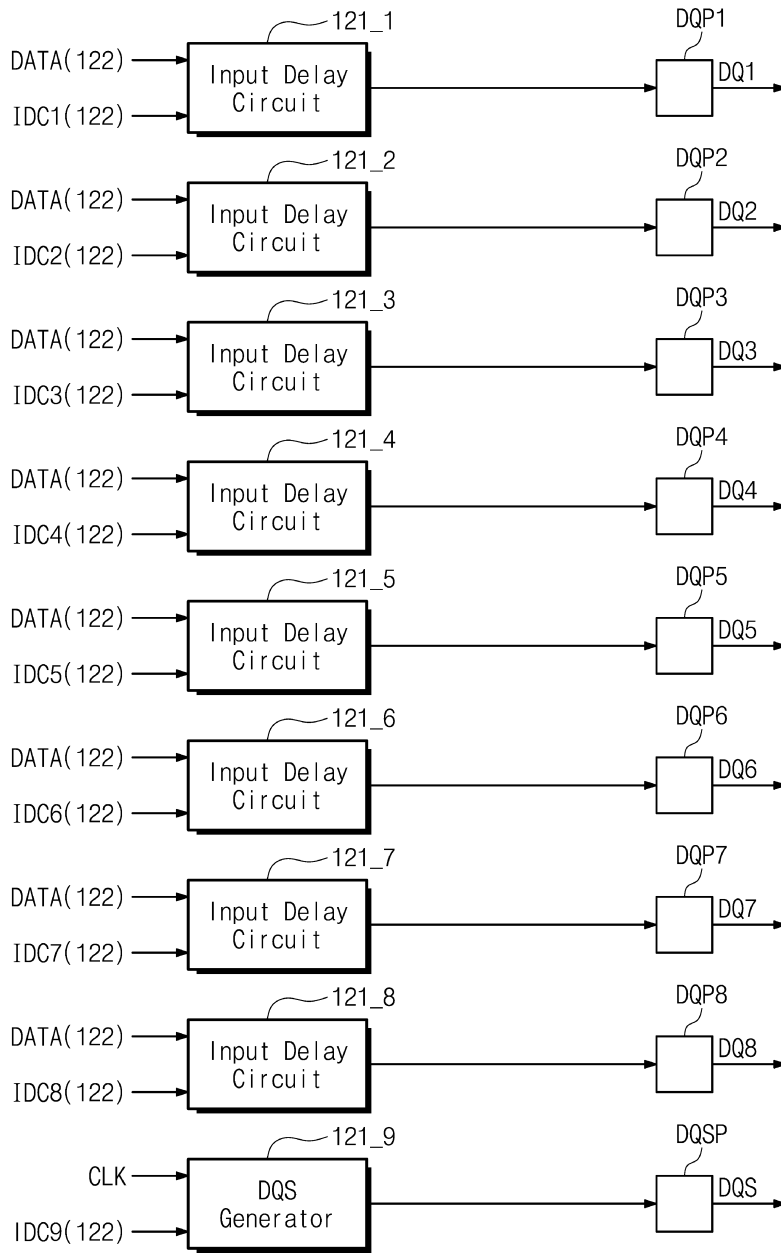 121_1
DQP1
DATA(122)
Input Delay
Circuit
DQ1
IDC1(122)
121_2
DQP2
DATA(122)
Input Delay
Circuit
DQ2
IDC2(122)
121_3
DQP3
DATA(122)
Input Delay
Circuit
DQ3
IDC3(122)
121_4
DQP4
DATA(122)
Input Delay
Circuit
DQ4
IDC4(122)
121_5
DQP5
DATA(122)
Input Delay
Circuit
DQ5
IDC5(122)
121_6
DQP6
DATA(122)
Input Delay
Circuit
DQ6
IDC6(122)
121_7
DQP7
DATA(122)
Input Delay
Circuit
DQ7
IDC7(122)
121_8
DQP8
DATA(122)
Input Delay
Circuit
DQ8
IDC8(122)
121_9
DQSP
CLK
DQS
Generator
DQS
IDC9(122)